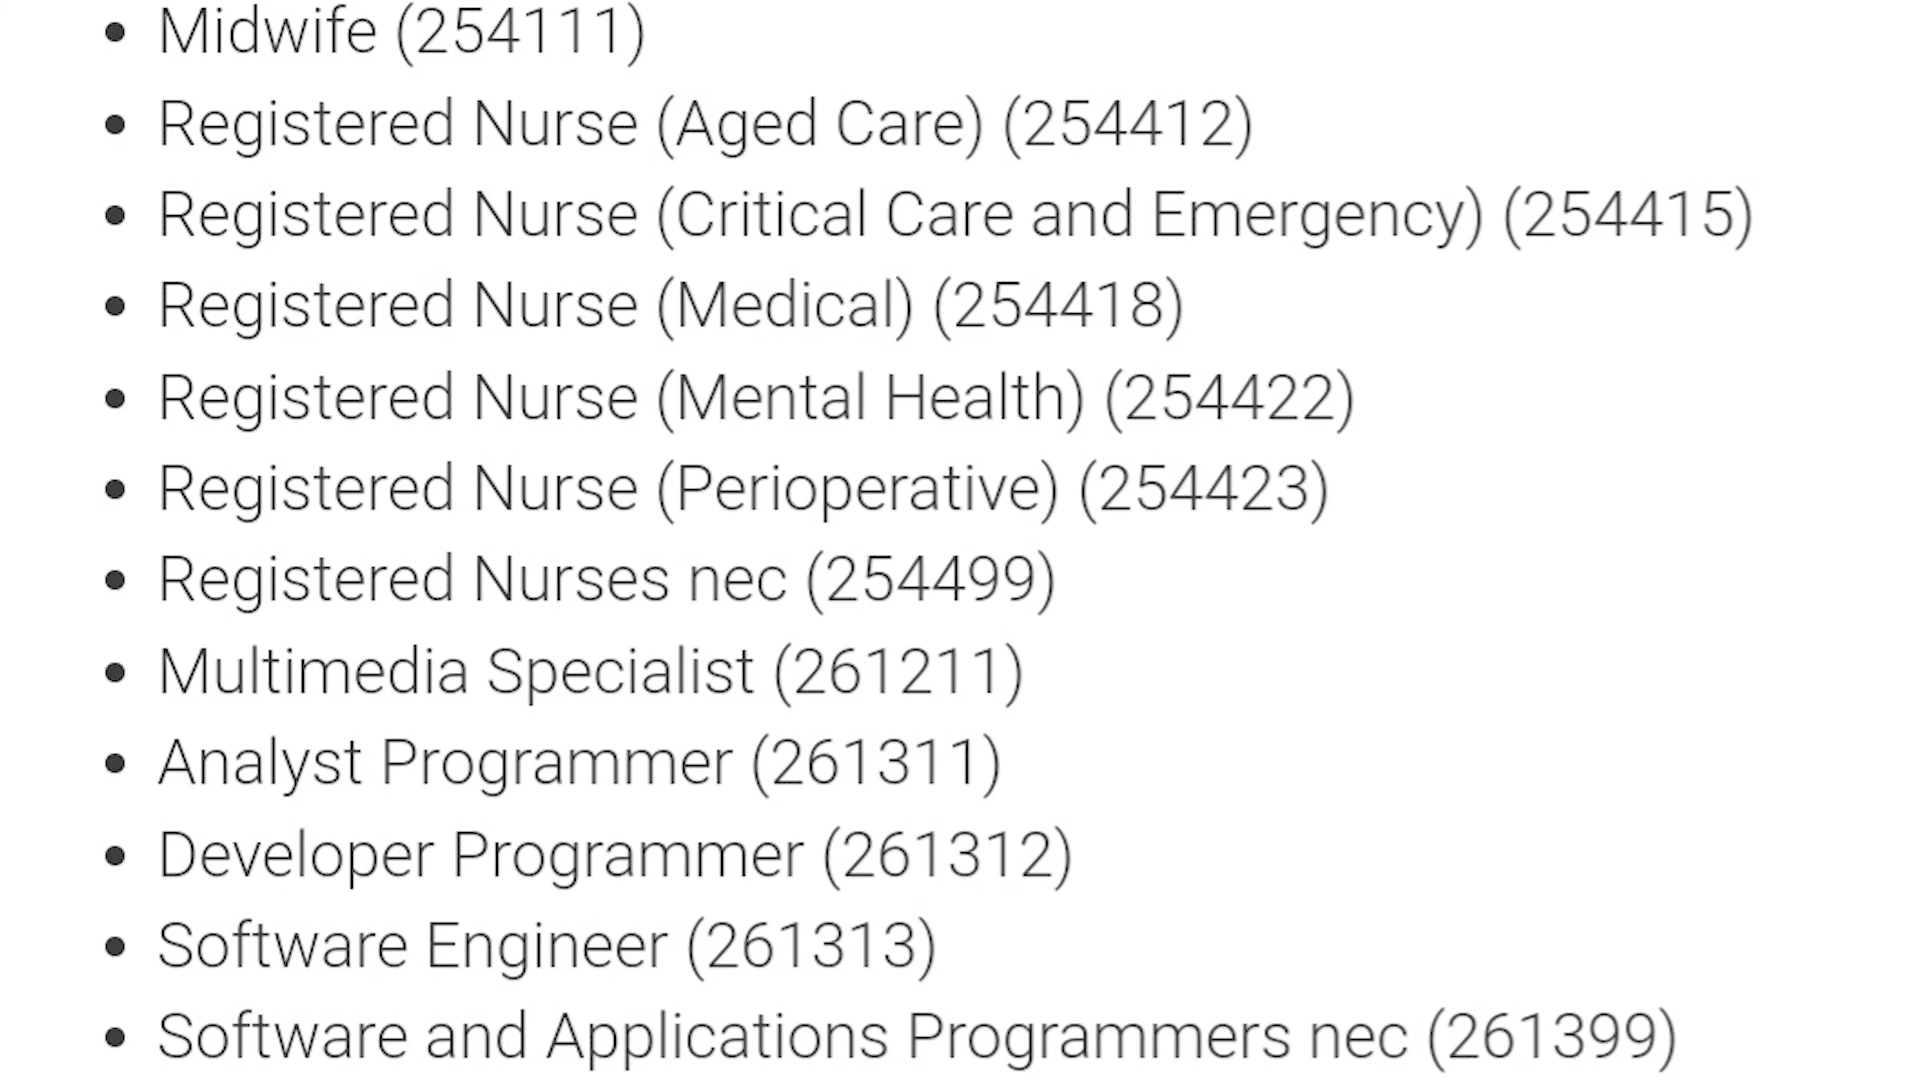 • Midwife (254111)
• Registered Nurse (Aged Care) (254412)
• Registered Nurse (Critical Care and Emergency) (254415)
• Registered Nurse (Medical) (254418)
• Registered Nurse (Mental Health) (254422)
• Registered Nurse (Perioperative) (254423)
• Registered Nurses nec (254499)
• Multimedia Specialist (261211)
• Analyst Programmer (261311)
• Developer Programmer (261312)
• Software Engineer (261313)
• Software and Applications Programmers nec (261399)